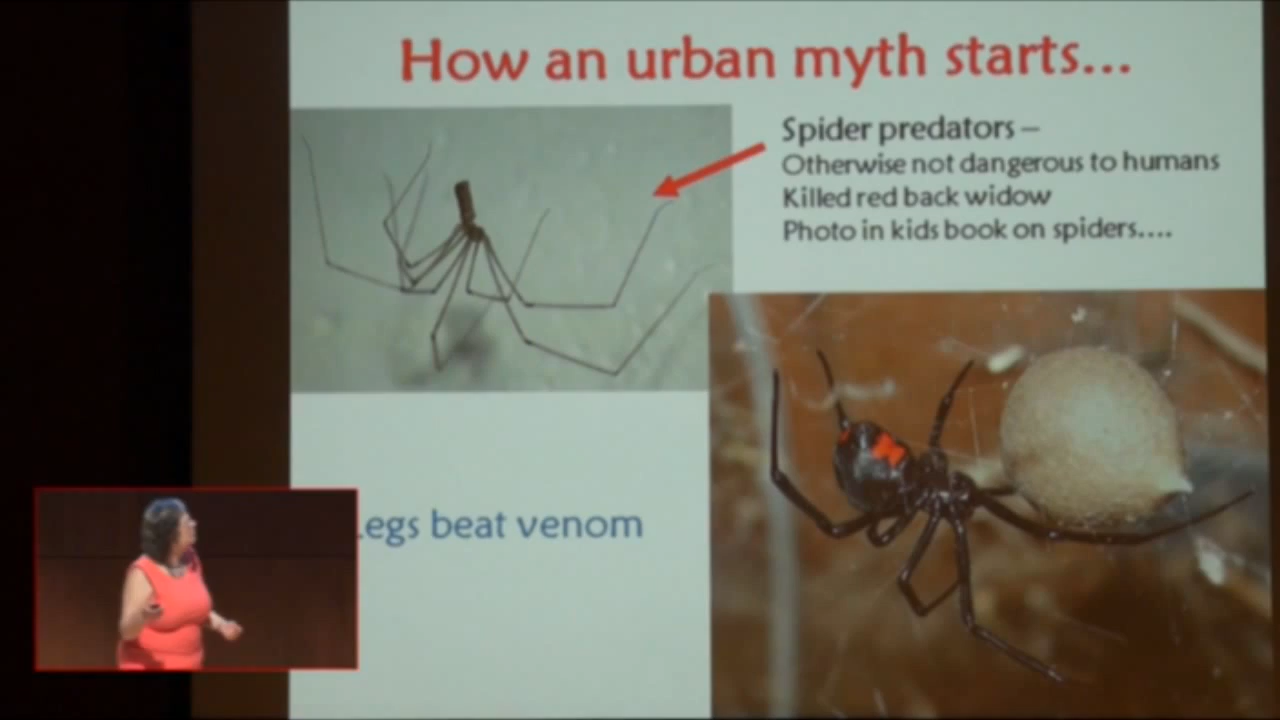 How an urban myth starts...
Spider predators –
Otherwise not dangerous to humans
Killed red back widow
Photo in kids book on spiders....
Legs beat venom